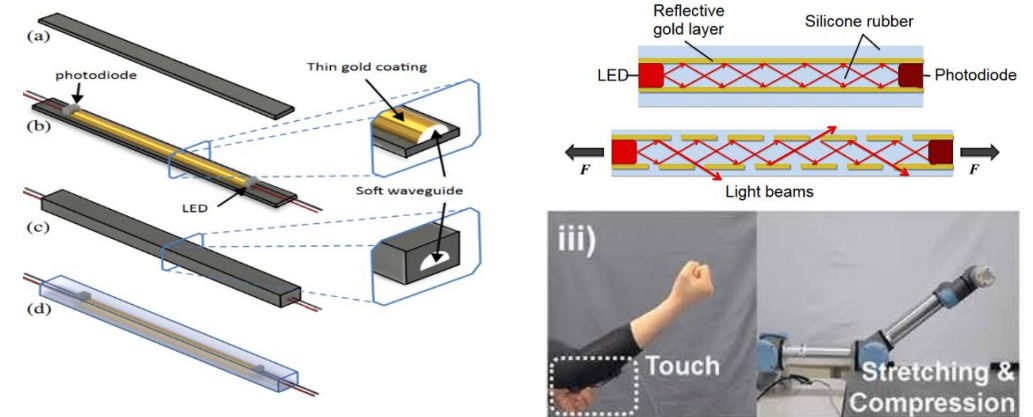 (a)
photodiode
Thin gold coating
(b)
Soft waveguide
LED
(c)
(d)
Reflective
gold layer
Silicone rubber
LED
Photodiode
F
F
Light beams
iii)
Touch
Stretching &
Compression